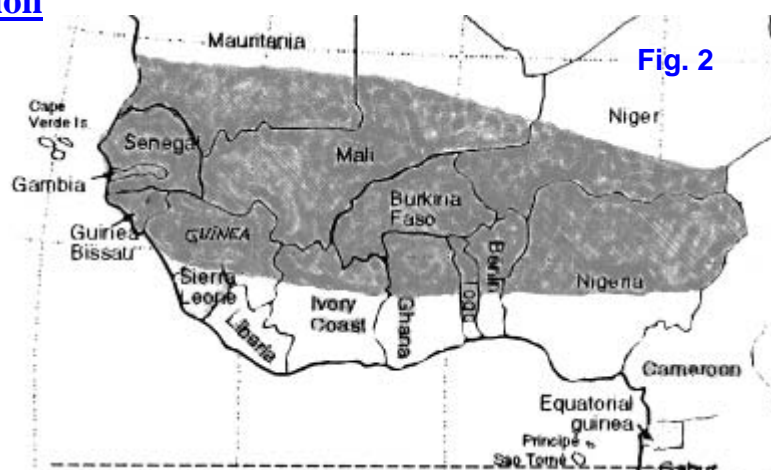 Mauritania
Fig. 2
Cape
Verde Is.
Niger
Senegal
Mali
Gambia
Burkina
Faso
Guinea
Bissau
GUINEA
Benin
Sierra
Leone
Nigeria
Togo
Ivory
Coast
Ghana
Liberia
Cameroon
Equatorial
guinea
Principe
Sao Tome